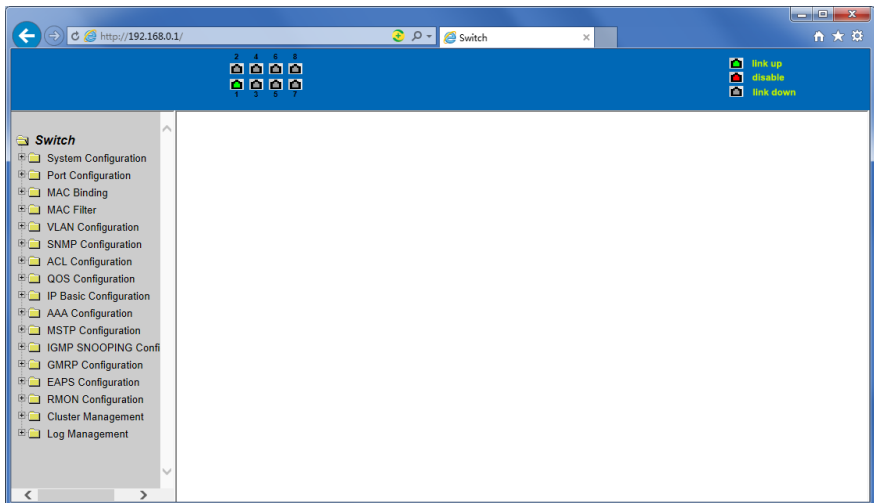 http://192.168.0.1/
Switch
2 4 6 8
1 3 5 7
link up
disable
link down
Switch
System Configuration
Port Configuration
MAC Binding
MAC Filter
VLAN Configuration
SNMP Configuration
ACL Configuration
QOS Configuration
IP Basic Configuration
AAA Configuration
MSTP Configuration
IGMP SNOOPING Confi
GMRP Configuration
EAPS Configuration
RMON Configuration
Cluster Management
Log Management